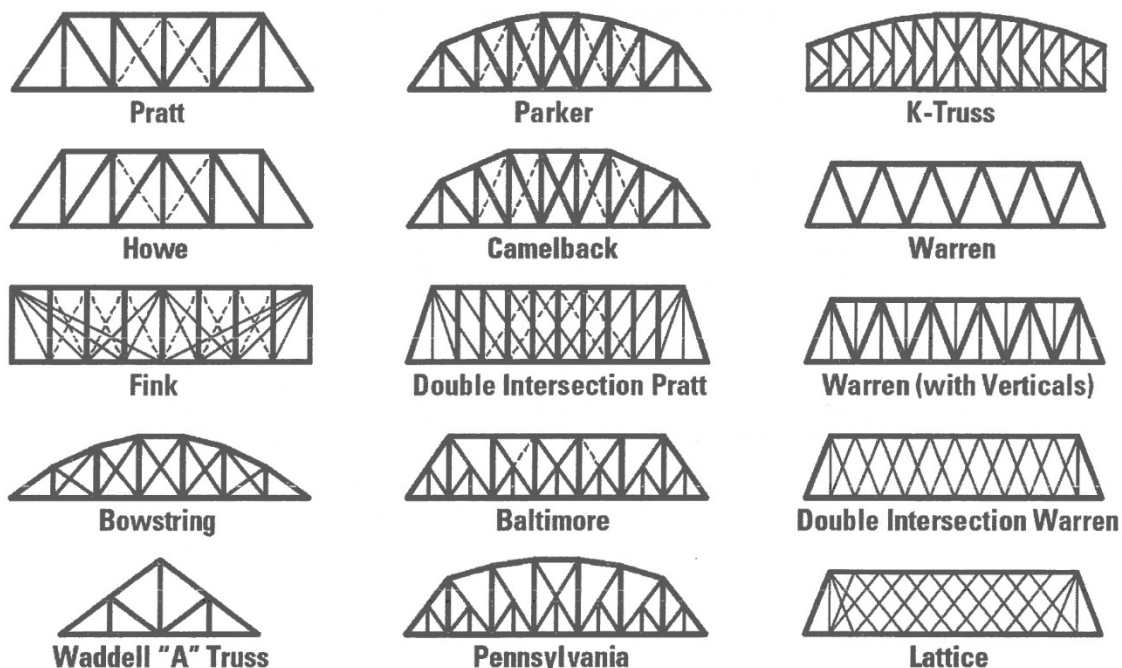 Pratt
Parker
K-Truss
Howe
Camelback
Warren
Fink
Double Intersection Pratt
Warren (with Verticals)
Bowstring
Baltimore
Double Intersection Warren
Waddell "A" Truss
Pennsylvania
Lattice